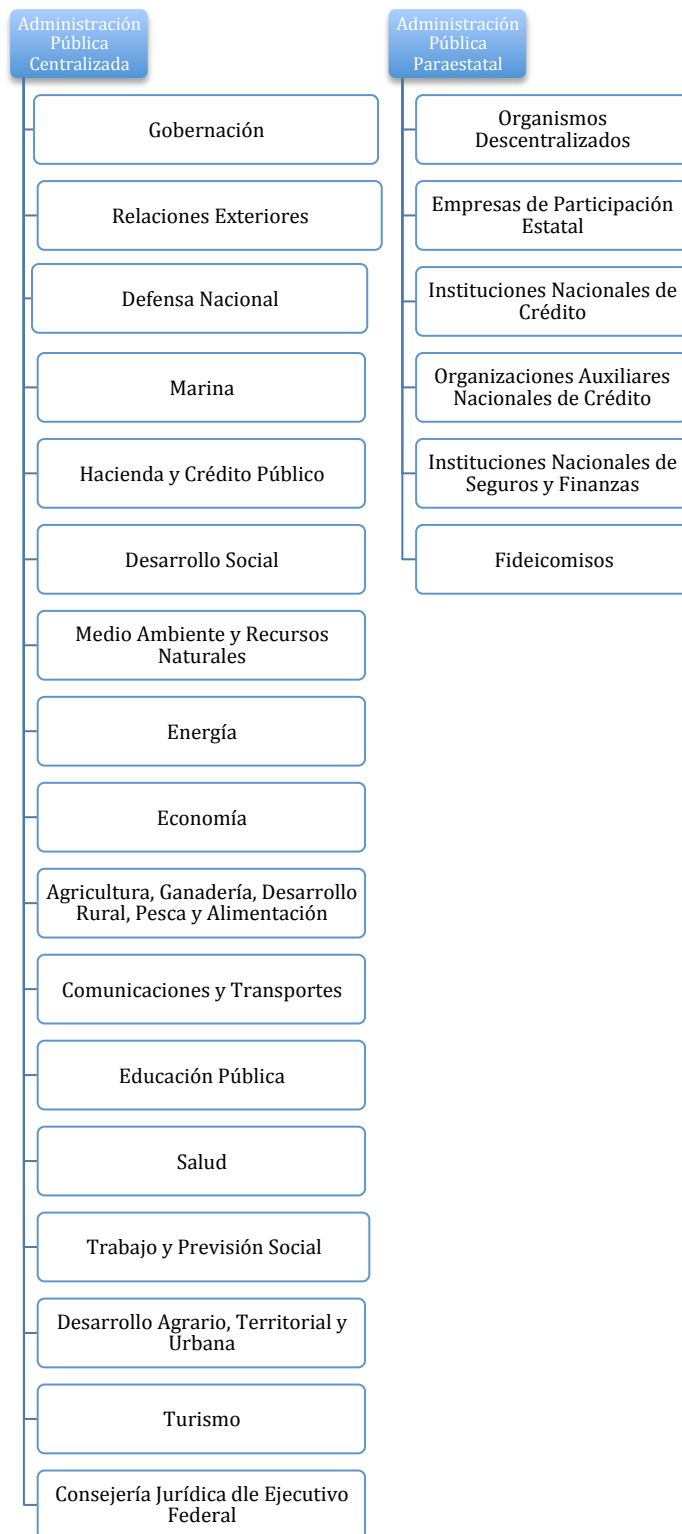 Administración
Pública
Centralizada
Gobernación
Relaciones Exteriores
Defensa Nacional
Marina
Hacienda y Crédito Público
Desarrollo Social
Medio Ambiente y Recursos
Naturales
Energía
Economía
Agricultura, Ganadería, Desarrollo
Rural, Pesca y Alimentación
Comunicaciones y Transportes
Educación Pública
Salud
Trabajo y Previsión Social
Desarrollo Agrario, Territorial y
Urbana
Turismo
Consejería Jurídica dle Ejecutivo
Federal
Administración
Pública
Paraestatal
Organismos
Descentralizados
Empresas de Participación
Estatal
Instituciones Nacionales de
Crédito
Organizaciones Auxiliares
Nacionales de Crédito
Instituciones Nacionales de
Seguros y Finanzas
Fideicomisos